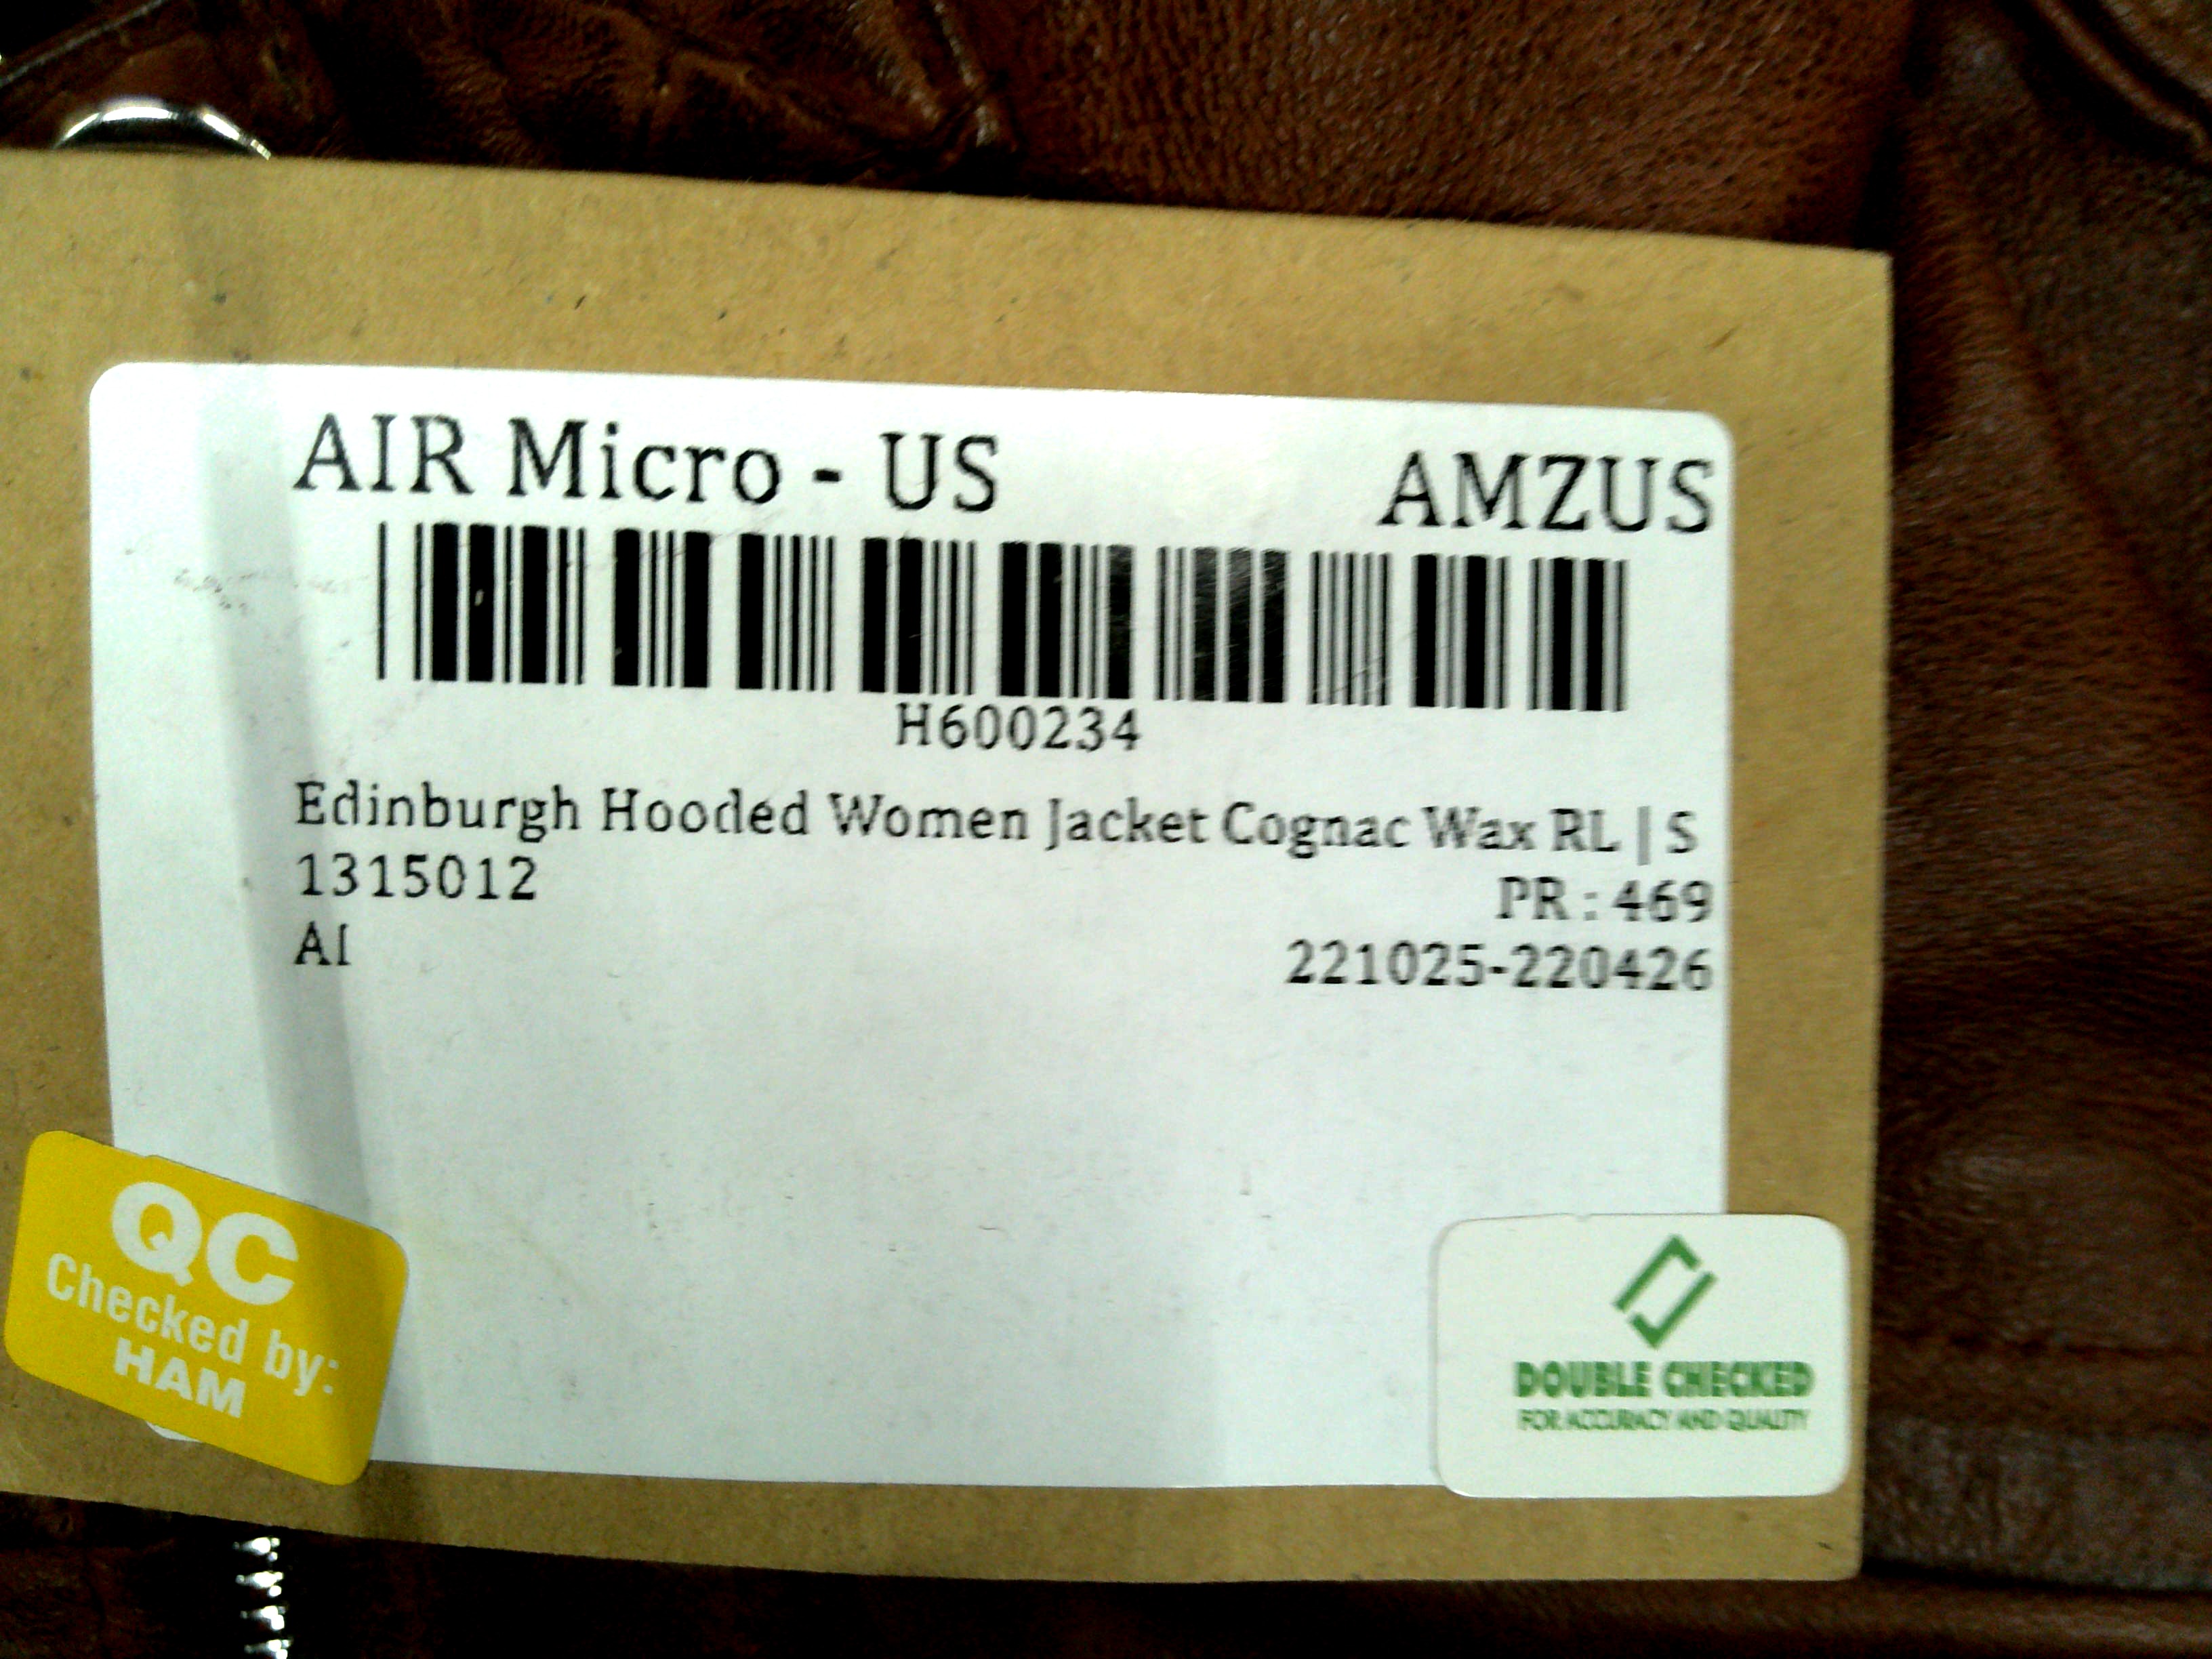 AIR Micro - US AMZUS
H600234
Edinburgh Hooded Women Jacket Cognac Wax RL | S
1315012 PR : 469
AI 221025-220426
QC
Checked by:
HAM
DOUBLE CHECKED
FOR ACCURACY AND QUALITY